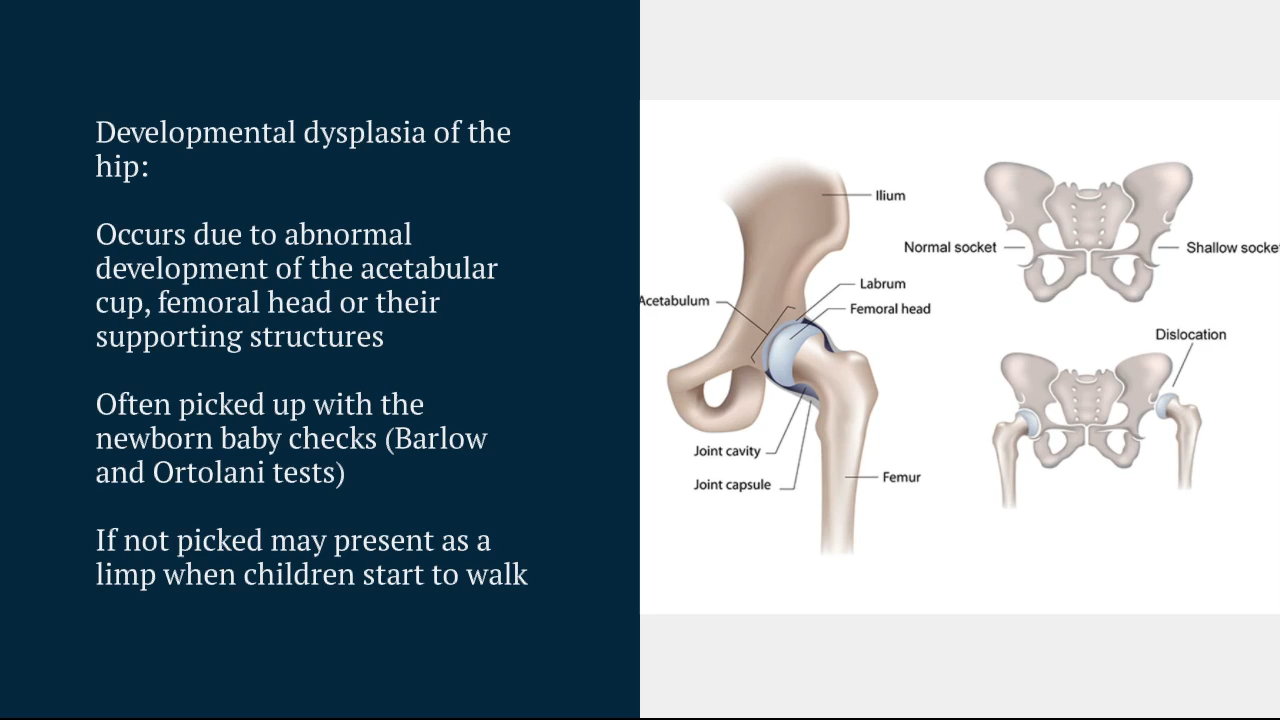 Developmental dysplasia of the
hip:
Occurs due to abnormal
development of the acetabular
cup, femoral head or their
supporting structures
Often picked up with the
newborn baby checks (Barlow
and Ortolani tests)
If not picked may present as a
limp when children start to walk
Ilium
Labrum
Acetabulum
Femoral head
Joint cavity
Joint capsule
Femur
Normal socket
Shallow socket
Dislocation